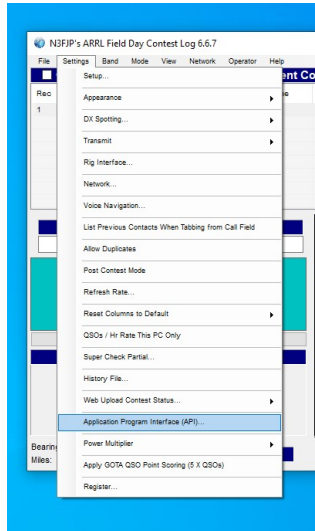 N3FJP's ARRL Field Day Contest Log 6.6.7
File Settings Band Mode View Network Operator Help
ent Co
Rec
1
Setup...
Appearance
DX Spotting...
Transmit
Rig Interface...
Network...
Voice Navigation...
List Previous Contacts When Tabbing from Call Field
Allow Duplicates
Post Contest Mode
Refresh Rate...
Reset Columns to Default
QSOs / Hr Rate This PC Only
Super Check Partial...
History File...
Web Upload Contest Status...
Application Program Interface (API)...
Power Multiplier
Apply GOTA QSO Point Scoring (5 X QSOs)
Register...
Bearin
Miles: